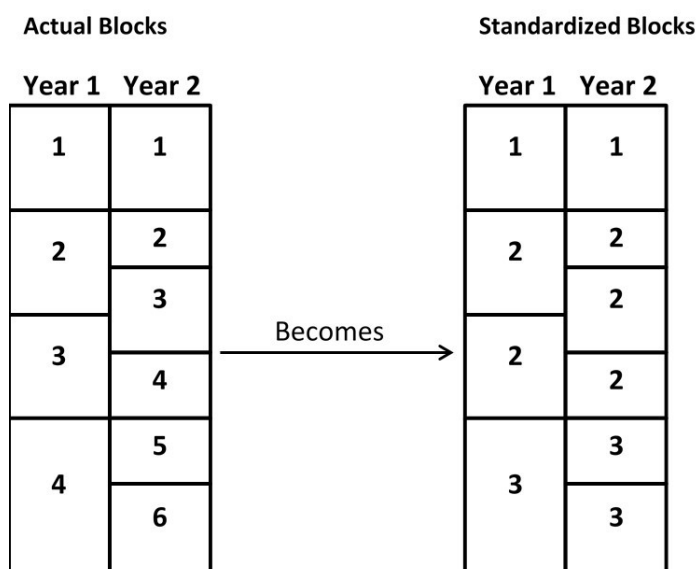 Actual Blocks Standardized Blocks
Year 1 Year 2 Year 1 Year 2
1 1 1 1
2 2
2 2
3 2
Becomes
3 2
4 2
5 3
4 3
6 3